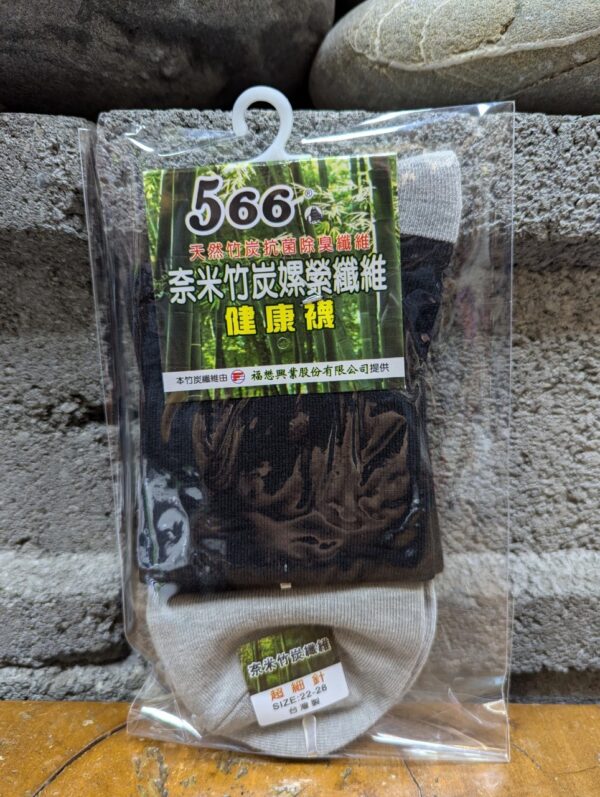 566
天然竹炭抗菌除臭纖維
奈米竹炭嫘縈纖維
健康襪
本竹炭纖維由 福懋興業股份有限公司提供
奈米竹炭纖維
超細針
SIZE:22-28
台灣製